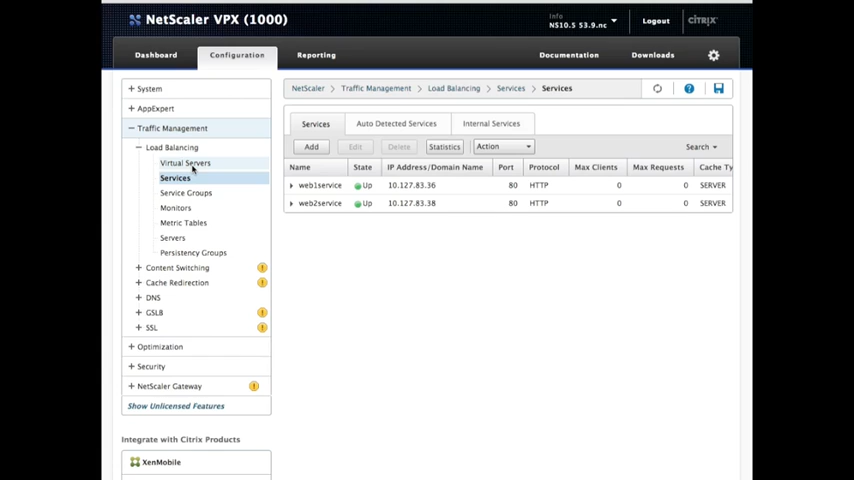 NetScaler VPX (1000)
Info
NS10.5 53.9.nc
Logout
CITRIX
Dashboard
Configuration
Reporting
Documentation
Downloads
System
AppExpert
Traffic Management
Load Balancing
Virtual Servers
Services
Service Groups
Monitors
Metric Tables
Servers
Persistency Groups
Content Switching
Cache Redirection
DNS
GSLB
SSL
Optimization
Security
NetScaler Gateway
Show Unlicensed Features
Integrate with Citrix Products
XenMobile
NetScaler > Traffic Management > Load Balancing > Services > Services
Services Auto Detected Services Internal Services
Add Edit Delete Statistics Action Search
Name State IP Address/Domain Name Port Protocol Max Clients Max Requests Cache Ty
web1service Up 10.127.83.36 80 HTTP 0 0 SERVER
web2service Up 10.127.83.38 80 HTTP 0 0 SERVER